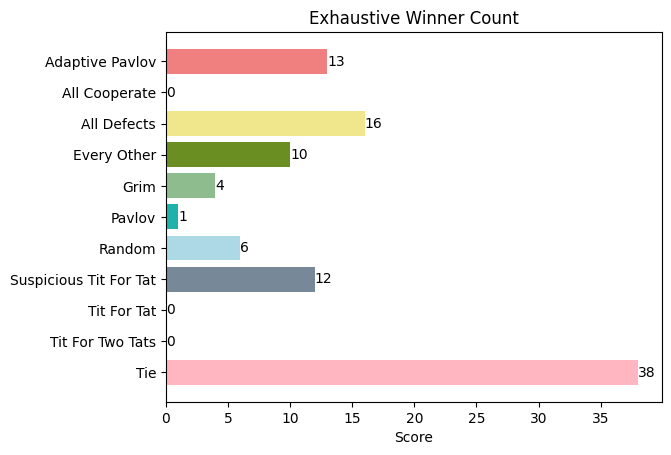 Exhaustive Winner Count
Adaptive Pavlov 13
All Cooperate 0
All Defects 16
Every Other 10
Grim 4
Pavlov 1
Random 6
Suspicious Tit For Tat 12
Tit For Tat 0
Tit For Two Tats 0
Tie 38
0 5 10 15 20 25 30 35
Score